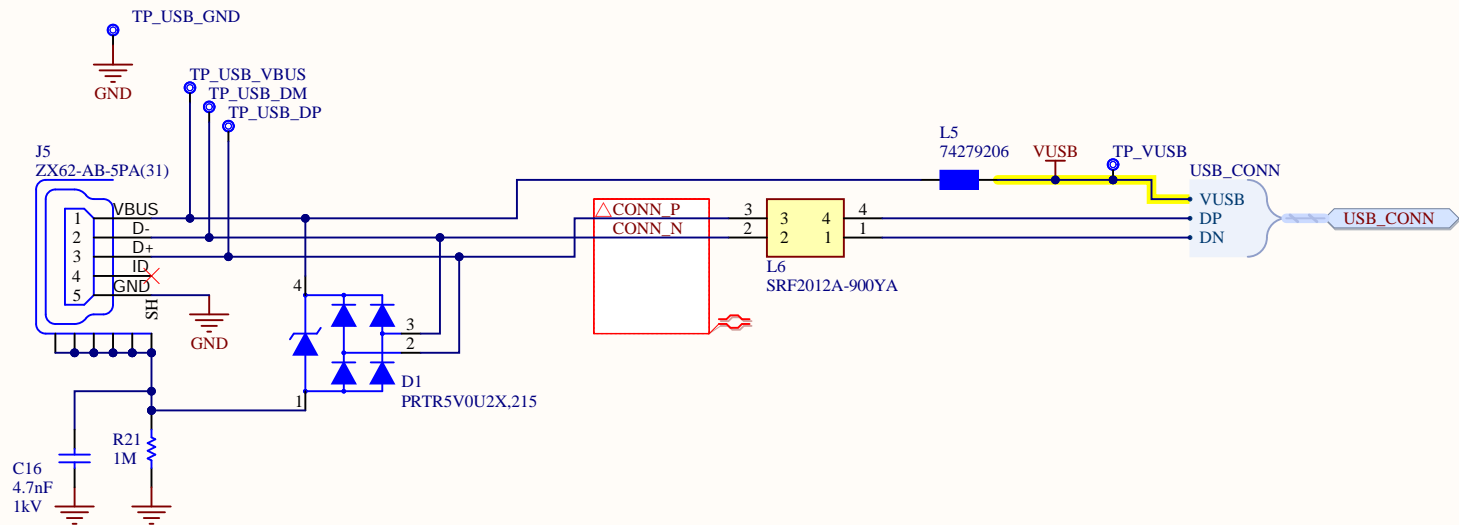 TP_USB_GND
GND
TP_USB_VBUS
TP_USB_DM
TP_USB_DP
J5
ZX62-AB-5PA(31)
1 VBUS
2 D-
3 D+
4 ID
5 GND
SH
GND
4
3
2
1
D1
PRTR5V0U2X,215
R21
1M
C16
4.7nF
1kV
CONN_P
CONN_N
3 3 4 4
2 2 1 1
L6
SRF2012A-900YA
L5
74279206
VUSB
TP_VUSB
USB_CONN
VUSB
DP
DN
USB_CONN